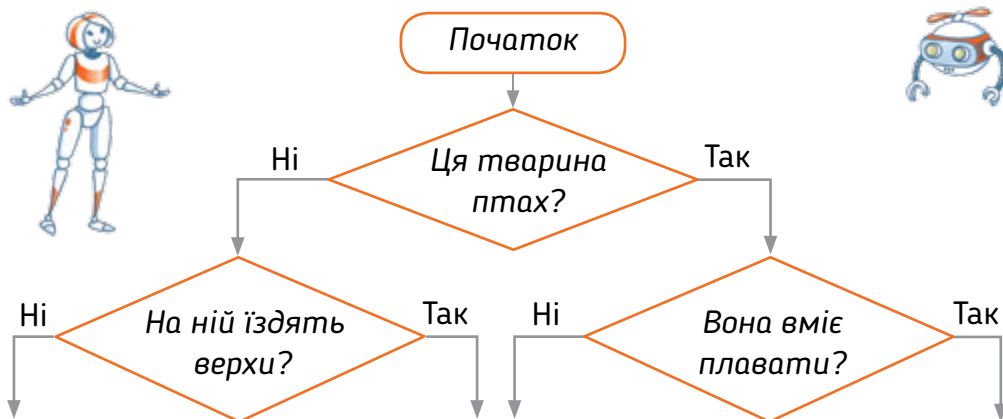 Початок
Ні
Ця тварина
птах?
Так
Ні
На ній їздять
верхи?
Так
Ні
Вона вміє
плавати?
Так